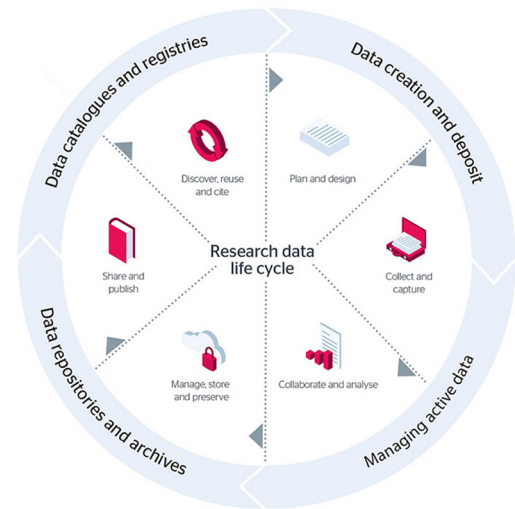 Data catalogues and registries
Data creation and deposit
Discover, reuse
and cite
Plan and design
Research data
life cycle
Share and
publish
Collect and
capture
Manage, store
and preserve
Collaborate and analyse
Data repositories and archives
Managing active data